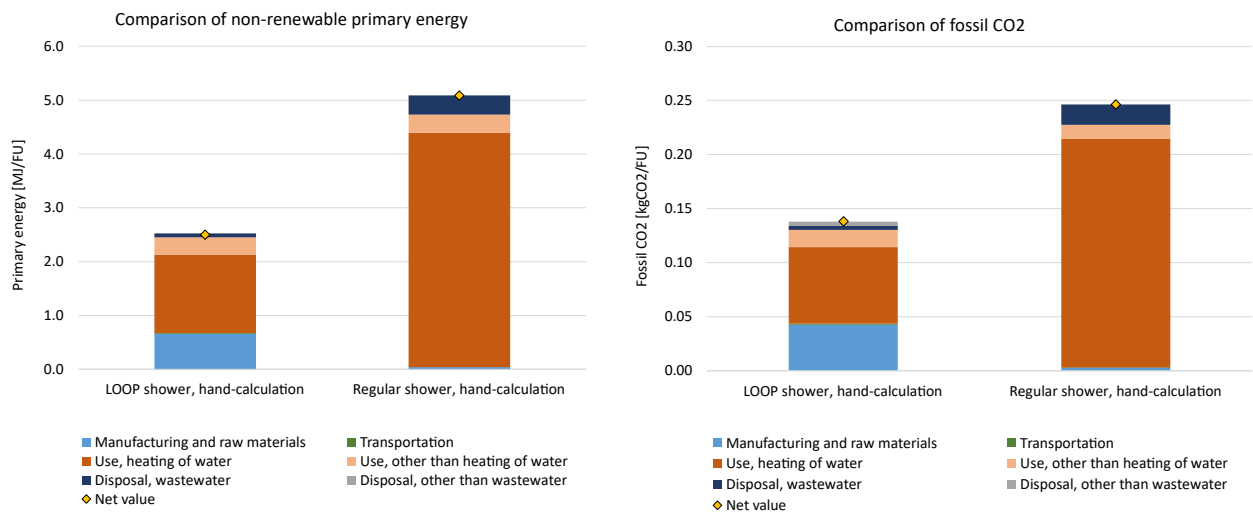 Comparison of non-renewable primary energy
6.0
5.0
4.0
3.0
2.0
1.0
0.0
Primary energy [MJ/FU]
LOOP shower, hand-calculation
Regular shower, hand-calculation
Manufacturing and raw materials
Transportation
Use, heating of water
Use, other than heating of water
Disposal, wastewater
Disposal, other than wastewater
Net value
Comparison of fossil CO2
0.30
0.25
0.20
0.15
0.10
0.05
0.00
Fossil CO2 [kgCO2/FU]
LOOP shower, hand-calculation
Regular shower, hand-calculation
Manufacturing and raw materials
Transportation
Use, heating of water
Use, other than heating of water
Disposal, wastewater
Disposal, other than wastewater
Net value